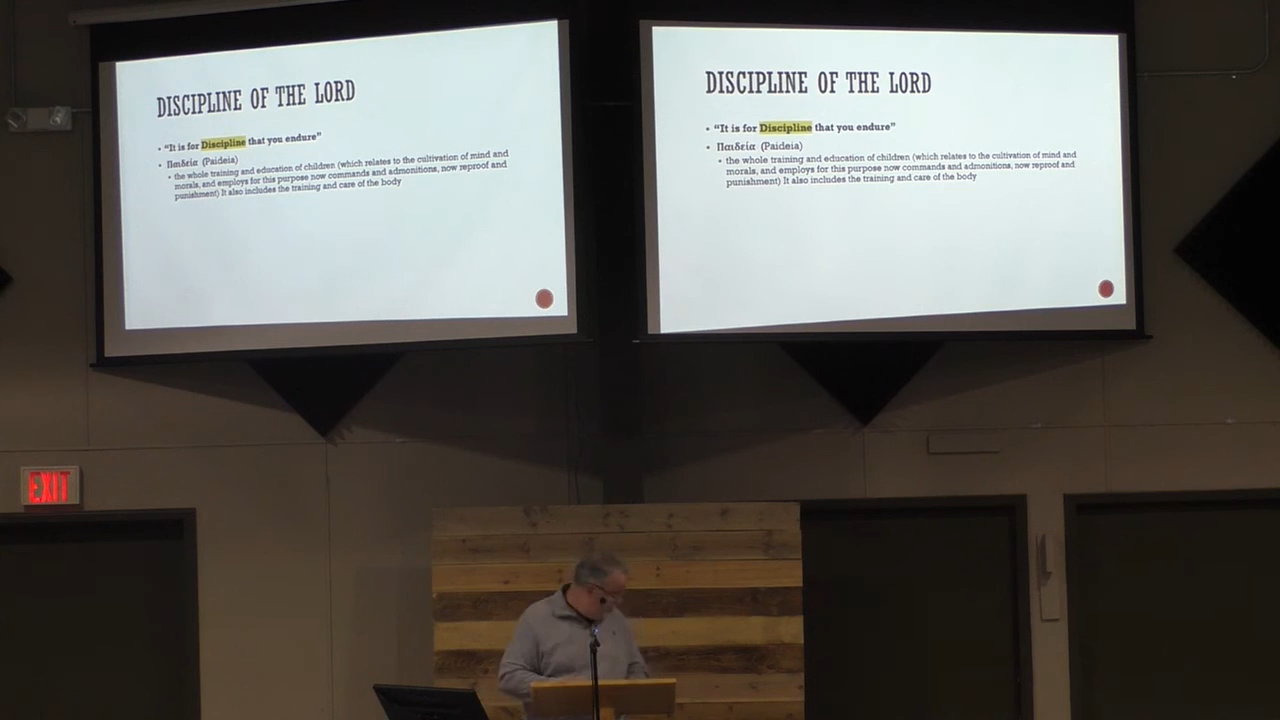 DISCIPLINE OF THE LORD
• “It is for Discipline that you endure”
• Παιδεία (Paideia)
• the whole training and education of children (which relates to the cultivation of mind and
morals, and employs for this purpose now commands and admonitions, now reproof and
punishment) It also includes the training and care of the body
DISCIPLINE OF THE LORD
• “It is for Discipline that you endure”
• Παιδεία (Paideia)
• the whole training and education of children (which relates to the cultivation of mind and
morals, and employs for this purpose now commands and admonitions, now reproof and
punishment) It also includes the training and care of the body
EXIT